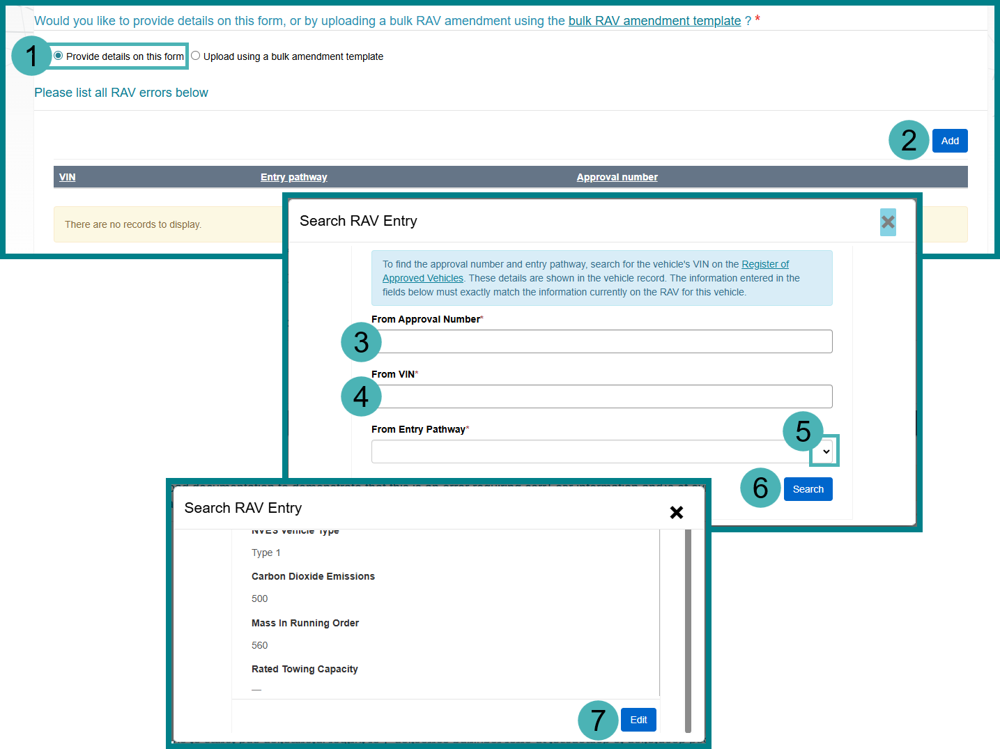 Would you like to provide details on this form, or by uploading a bulk RAV amendment using the bulk RAV amendment template ? *
1 Provide details on this form Upload using a bulk amendment template
Please list all RAV errors below
2 Add
VIN Entry pathway Approval number
There are no records to display.
Search RAV Entry
To find the approval number and entry pathway, search for the vehicle's VIN on the Register of
Approved Vehicles. These details are shown in the vehicle record. The information entered in the
fields below must exactly match the information currently on the RAV for this vehicle.
From Approval Number*
3
From VIN*
4
From Entry Pathway*
5
6 Search
Search RAV Entry
NVES Vehicle Type
Type 1
Carbon Dioxide Emissions
500
Mass In Running Order
560
Rated Towing Capacity
—
7 Edit